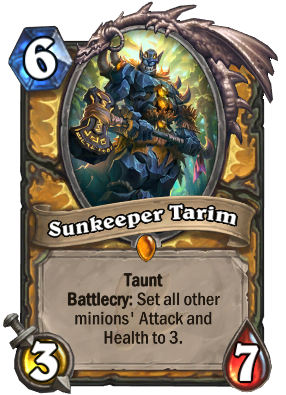 6
Sunkeeper Tarim
Taunt
Battlecry: Set all other
minions' Attack and
Health to 3.
3
7